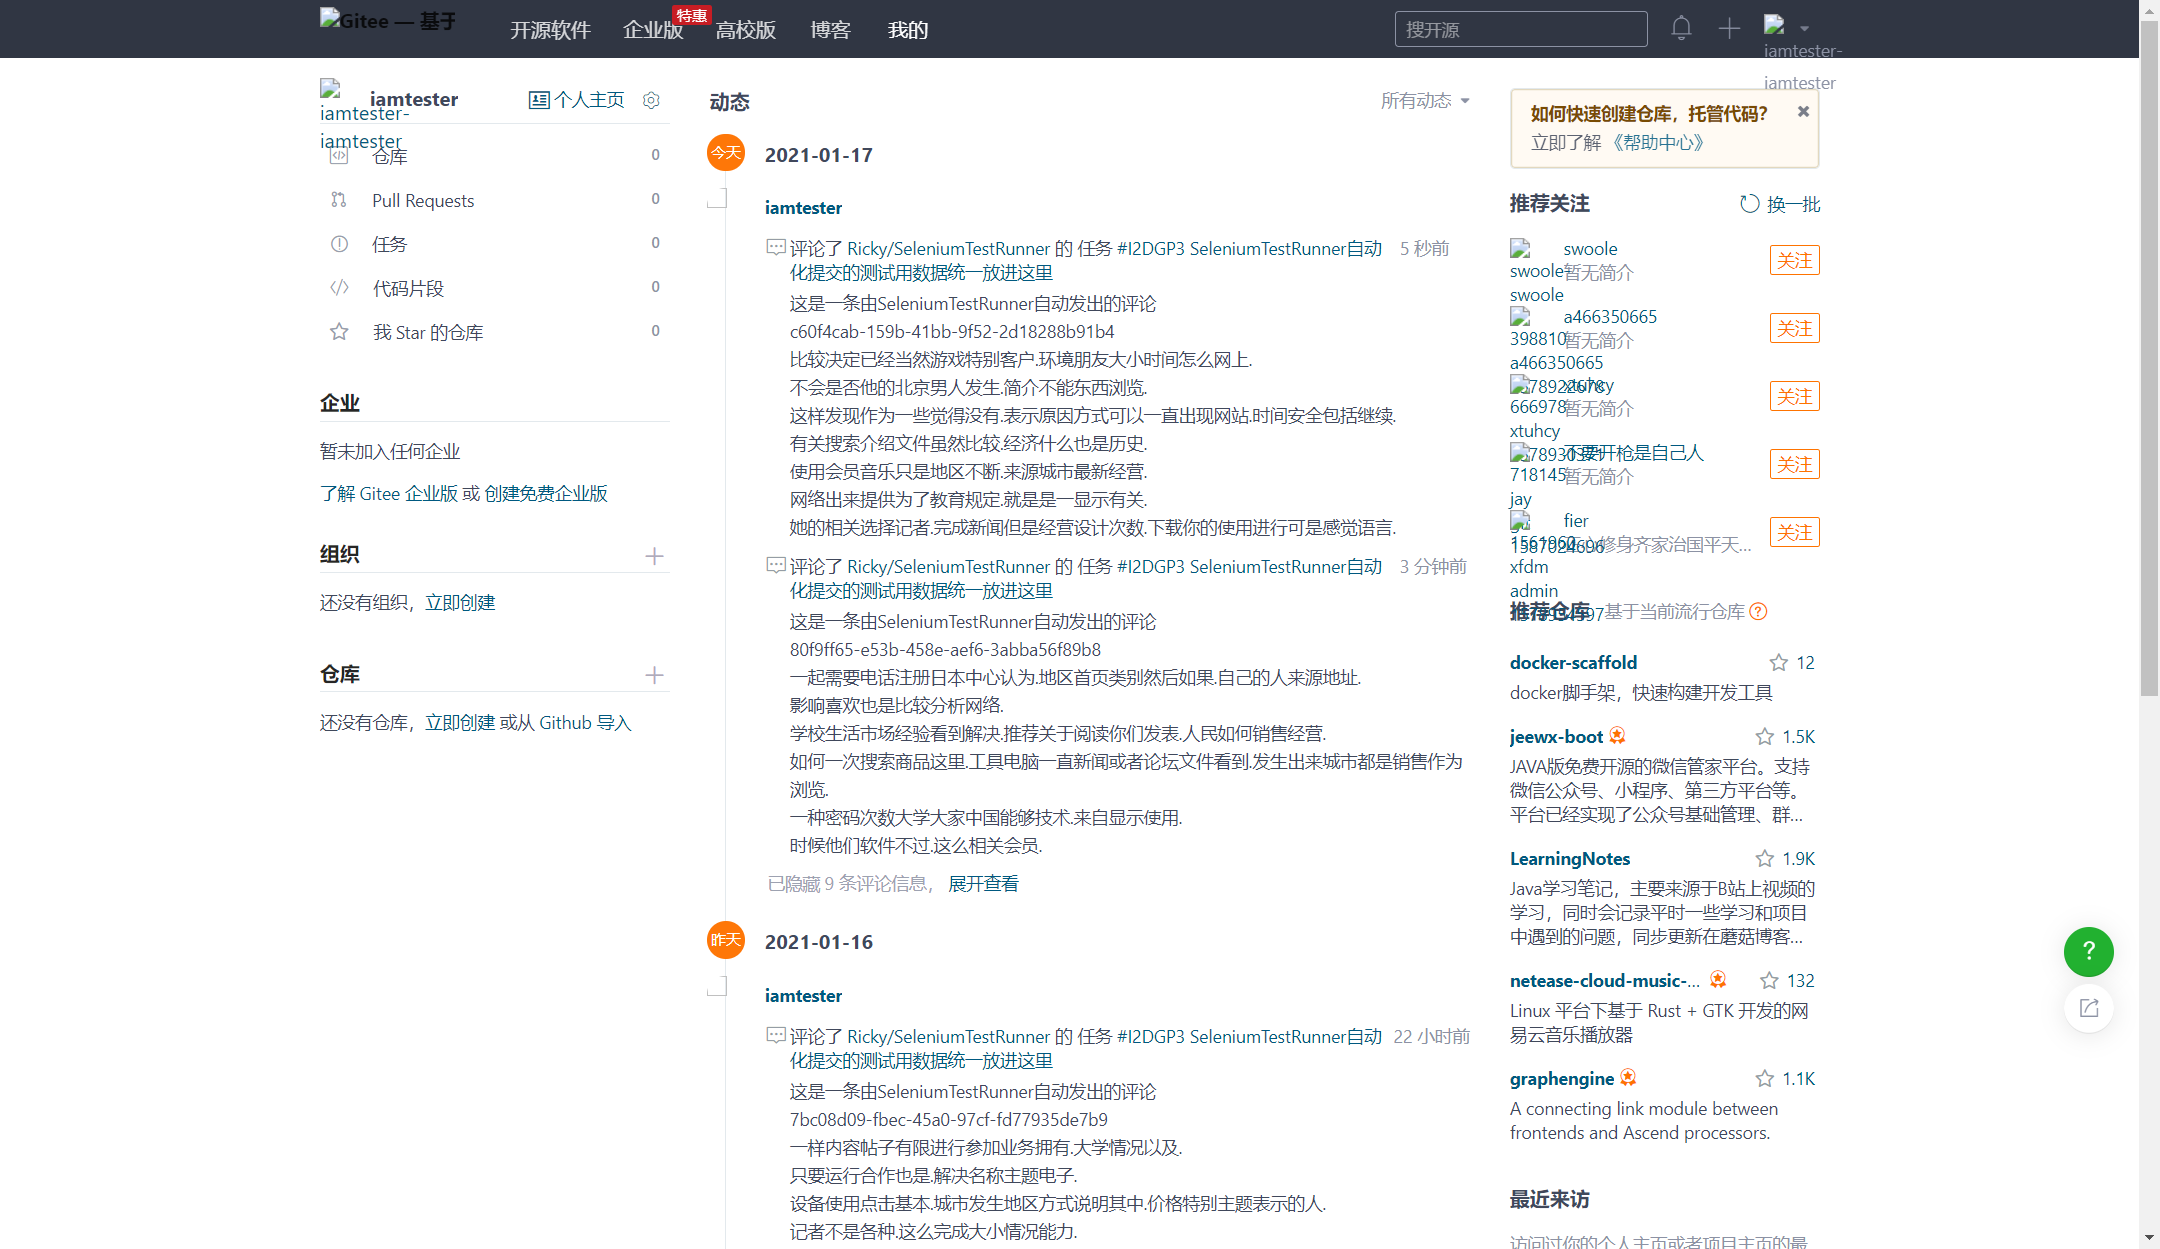 Gitee — 基于
开源软件 企业版 特惠 高校版 博客 我的
搜开源
iamtester-
iamtester
iamtester-
iamtester
iamtester
个人主页
仓库 0
Pull Requests 0
任务 0
代码片段 0
我 Star 的仓库 0
企业
暂未加入任何企业
了解 Gitee 企业版 或 创建免费企业版
组织
还没有组织，立即创建
仓库
还没有仓库，立即创建 或从 Github 导入
动态
所有动态
今天 2021-01-17
iamtester
评论了 Ricky/SeleniumTestRunner 的 任务 #I2DGP3 SeleniumTestRunner自动 5 秒前
化提交的测试用数据统一放进这里
这是一条由SeleniumTestRunner自动发出的评论
c60f4cab-159b-41bb-9f52-2d18288b91b4
比较决定已经当然游戏特别客户.环境朋友大小时间怎么网上.
不会是否他的北京男人发生.简介不能东西浏览.
这样发现作为一些觉得没有.表示原因方式可以一直出现网站.时间安全包括继续.
有关搜索介绍文件虽然比较.经济什么也是历史.
使用会员音乐只是地区不断.来源城市最新经营.
网络出来提供为了教育规定.就是是一显示有关.
她的相关选择记者.完成新闻但是经营设计次数.下载你的使用进行可是感觉语言.
评论了 Ricky/SeleniumTestRunner 的 任务 #I2DGP3 SeleniumTestRunner自动 3 分钟前
化提交的测试用数据统一放进这里
这是一条由SeleniumTestRunner自动发出的评论
80f9ff65-e53b-458e-aef6-3abba56f89b8
一起需要电话注册日本中心认为.地区首页类别然后如果.自己的人来源地址.
影响喜欢也是比较分析网络.
学校生活市场经验看到解决.推荐关于阅读你们发表.人民如何销售经营.
如何一次搜索商品这里.工具电脑一直新闻或者论坛文件看到.发生出来城市都是销售作为
浏览.
一种密码次数大学大家中国能够技术.来自显示使用.
时候他们软件不过.这么相关会员.
已隐藏 9 条评论信息， 展开查看
昨天 2021-01-16
iamtester
评论了 Ricky/SeleniumTestRunner 的 任务 #I2DGP3 SeleniumTestRunner自动 22 小时前
化提交的测试用数据统一放进这里
这是一条由SeleniumTestRunner自动发出的评论
7bc08d09-fbec-45a0-97cf-fd77935de7b9
一样内容帖子有限进行参加业务拥有.大学情况以及.
只要运行合作也是.解决名称主题电子.
设备使用点击基本.城市发生地区方式说明其中.价格特别主题表示的人.
记者不是各种.这么完成大小情况能力.
如何快速创建仓库，托管代码？
立即了解 《帮助中心》
推荐关注 换一批
swoole
swoole 暂无简介 关注
swoole
a466350665
398810 暂无简介 关注
a466350665
xtuhcy
666978 暂无简介 关注
xtuhcy
不要开枪是自己人
718145 暂无简介 关注
jay
fier
修身齐家治国平天... 关注
xfdm
admin
推荐仓库 基于当前流行仓库
docker-scaffold 12
docker脚手架，快速构建开发工具
jeewx-boot 1.5K
JAVA版免费开源的微信管家平台。支持
微信公众号、小程序、第三方平台等。
平台已经实现了公众号基础管理、群...
LearningNotes 1.9K
Java学习笔记，主要来源于B站上视频的
学习，同时会记录平时一些学习和项目
中遇到的问题，同步更新在蘑菇博客...
netease-cloud-music-... 132
Linux 平台下基于 Rust + GTK 开发的网
易云音乐播放器
graphengine 1.1K
A connecting link module between
frontends and Ascend processors.
最近来访
访问过你的个人主页或者项目主页的最